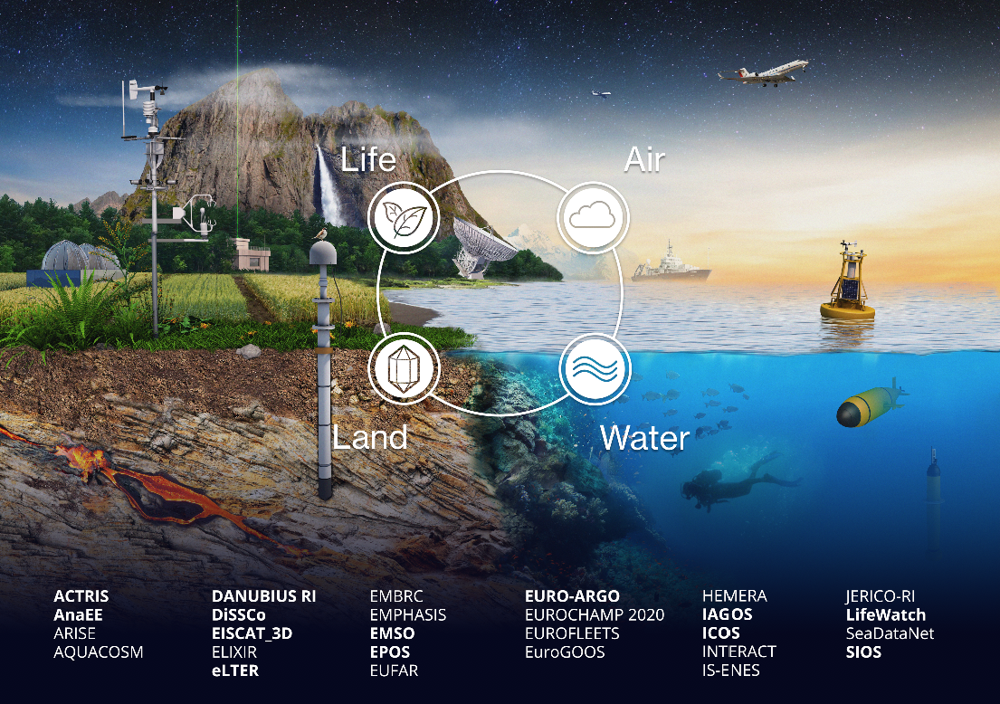 Life
Air
Land
Water
ACTRIS
AnaEE
ARISE
AQUACOSM
DANUBIUS RI
DiSSCo
EISCAT_3D
ELIXIR
eLTER
EMBRC
EMPHASIS
EMSO
EPOS
EUFAR
EURO-ARGO
EUROCHAMP 2020
EUROFLEETS
EuroGOOS
HEMERA
IAGOS
ICOS
INTERACT
IS-ENES
JERICO-RI
LifeWatch
SeaDataNet
SIOS